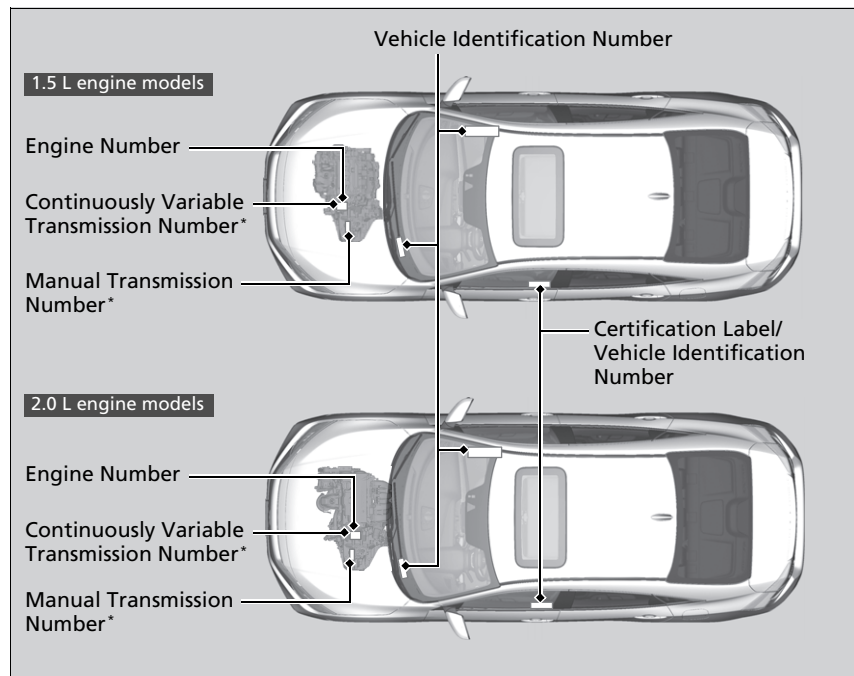 Vehicle Identification Number
1.5 L engine models
Engine Number
Continuously Variable
Transmission Number*
Manual Transmission
Number*
Certification Label/
Vehicle Identification
Number
2.0 L engine models
Engine Number
Continuously Variable
Transmission Number*
Manual Transmission
Number*